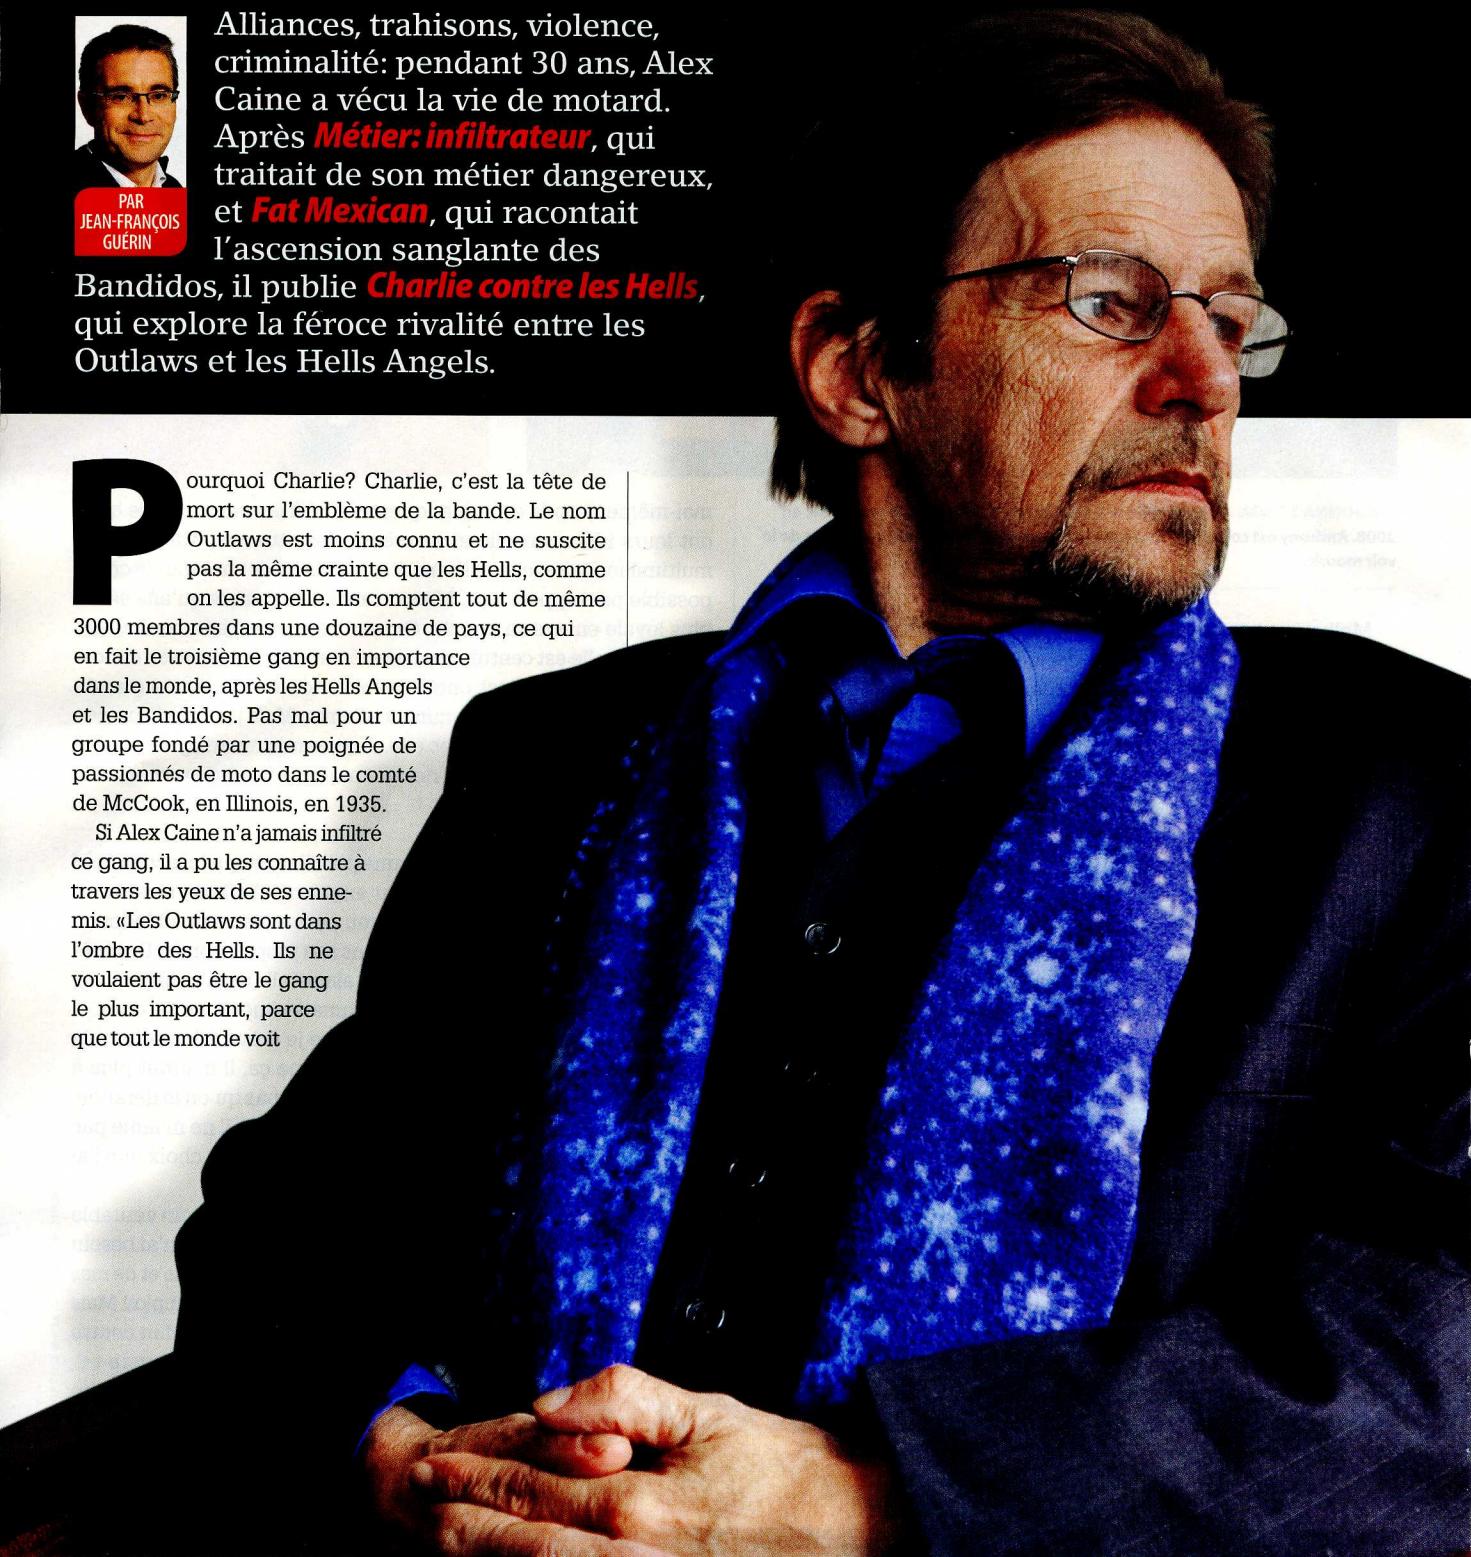 Alliances, trahisons, violence,
criminalité: pendant 30 ans, Alex
Caine a vécu la vie de motard.
Après Métier: infiltrateur, qui
traitait de son métier dangereux,
et Fat Mexican, qui racontait
l'ascension sanglante des
Bandidos, il publie Charlie contre les Hells,
qui explore la féroce rivalité entre les
Outlaws et les Hells Angels.
PAR
JEAN-FRANÇOIS
GUÉRIN
Pourquoi Charlie? Charlie, c'est la tête de
mort sur l'emblème de la bande. Le nom
Outlaws est moins connu et ne suscite
pas la même crainte que les Hells, comme
on les appelle. Ils comptent tout de même
3000 membres dans une douzaine de pays, ce qui
en fait le troisième gang en importance
dans le monde, après les Hells Angels
et les Bandidos. Pas mal pour un
groupe fondé par une poignée de
passionnés de moto dans le comté
de McCook, en Illinois, en 1935.
Si Alex Caine n'a jamais infiltré
ce gang, il a pu les connaître à
travers les yeux de ses enne-
mis. «Les Outlaws sont dans
l'ombre des Hells. Ils ne
voulaient pas être le gang
le plus important, parce
que tout le monde voit